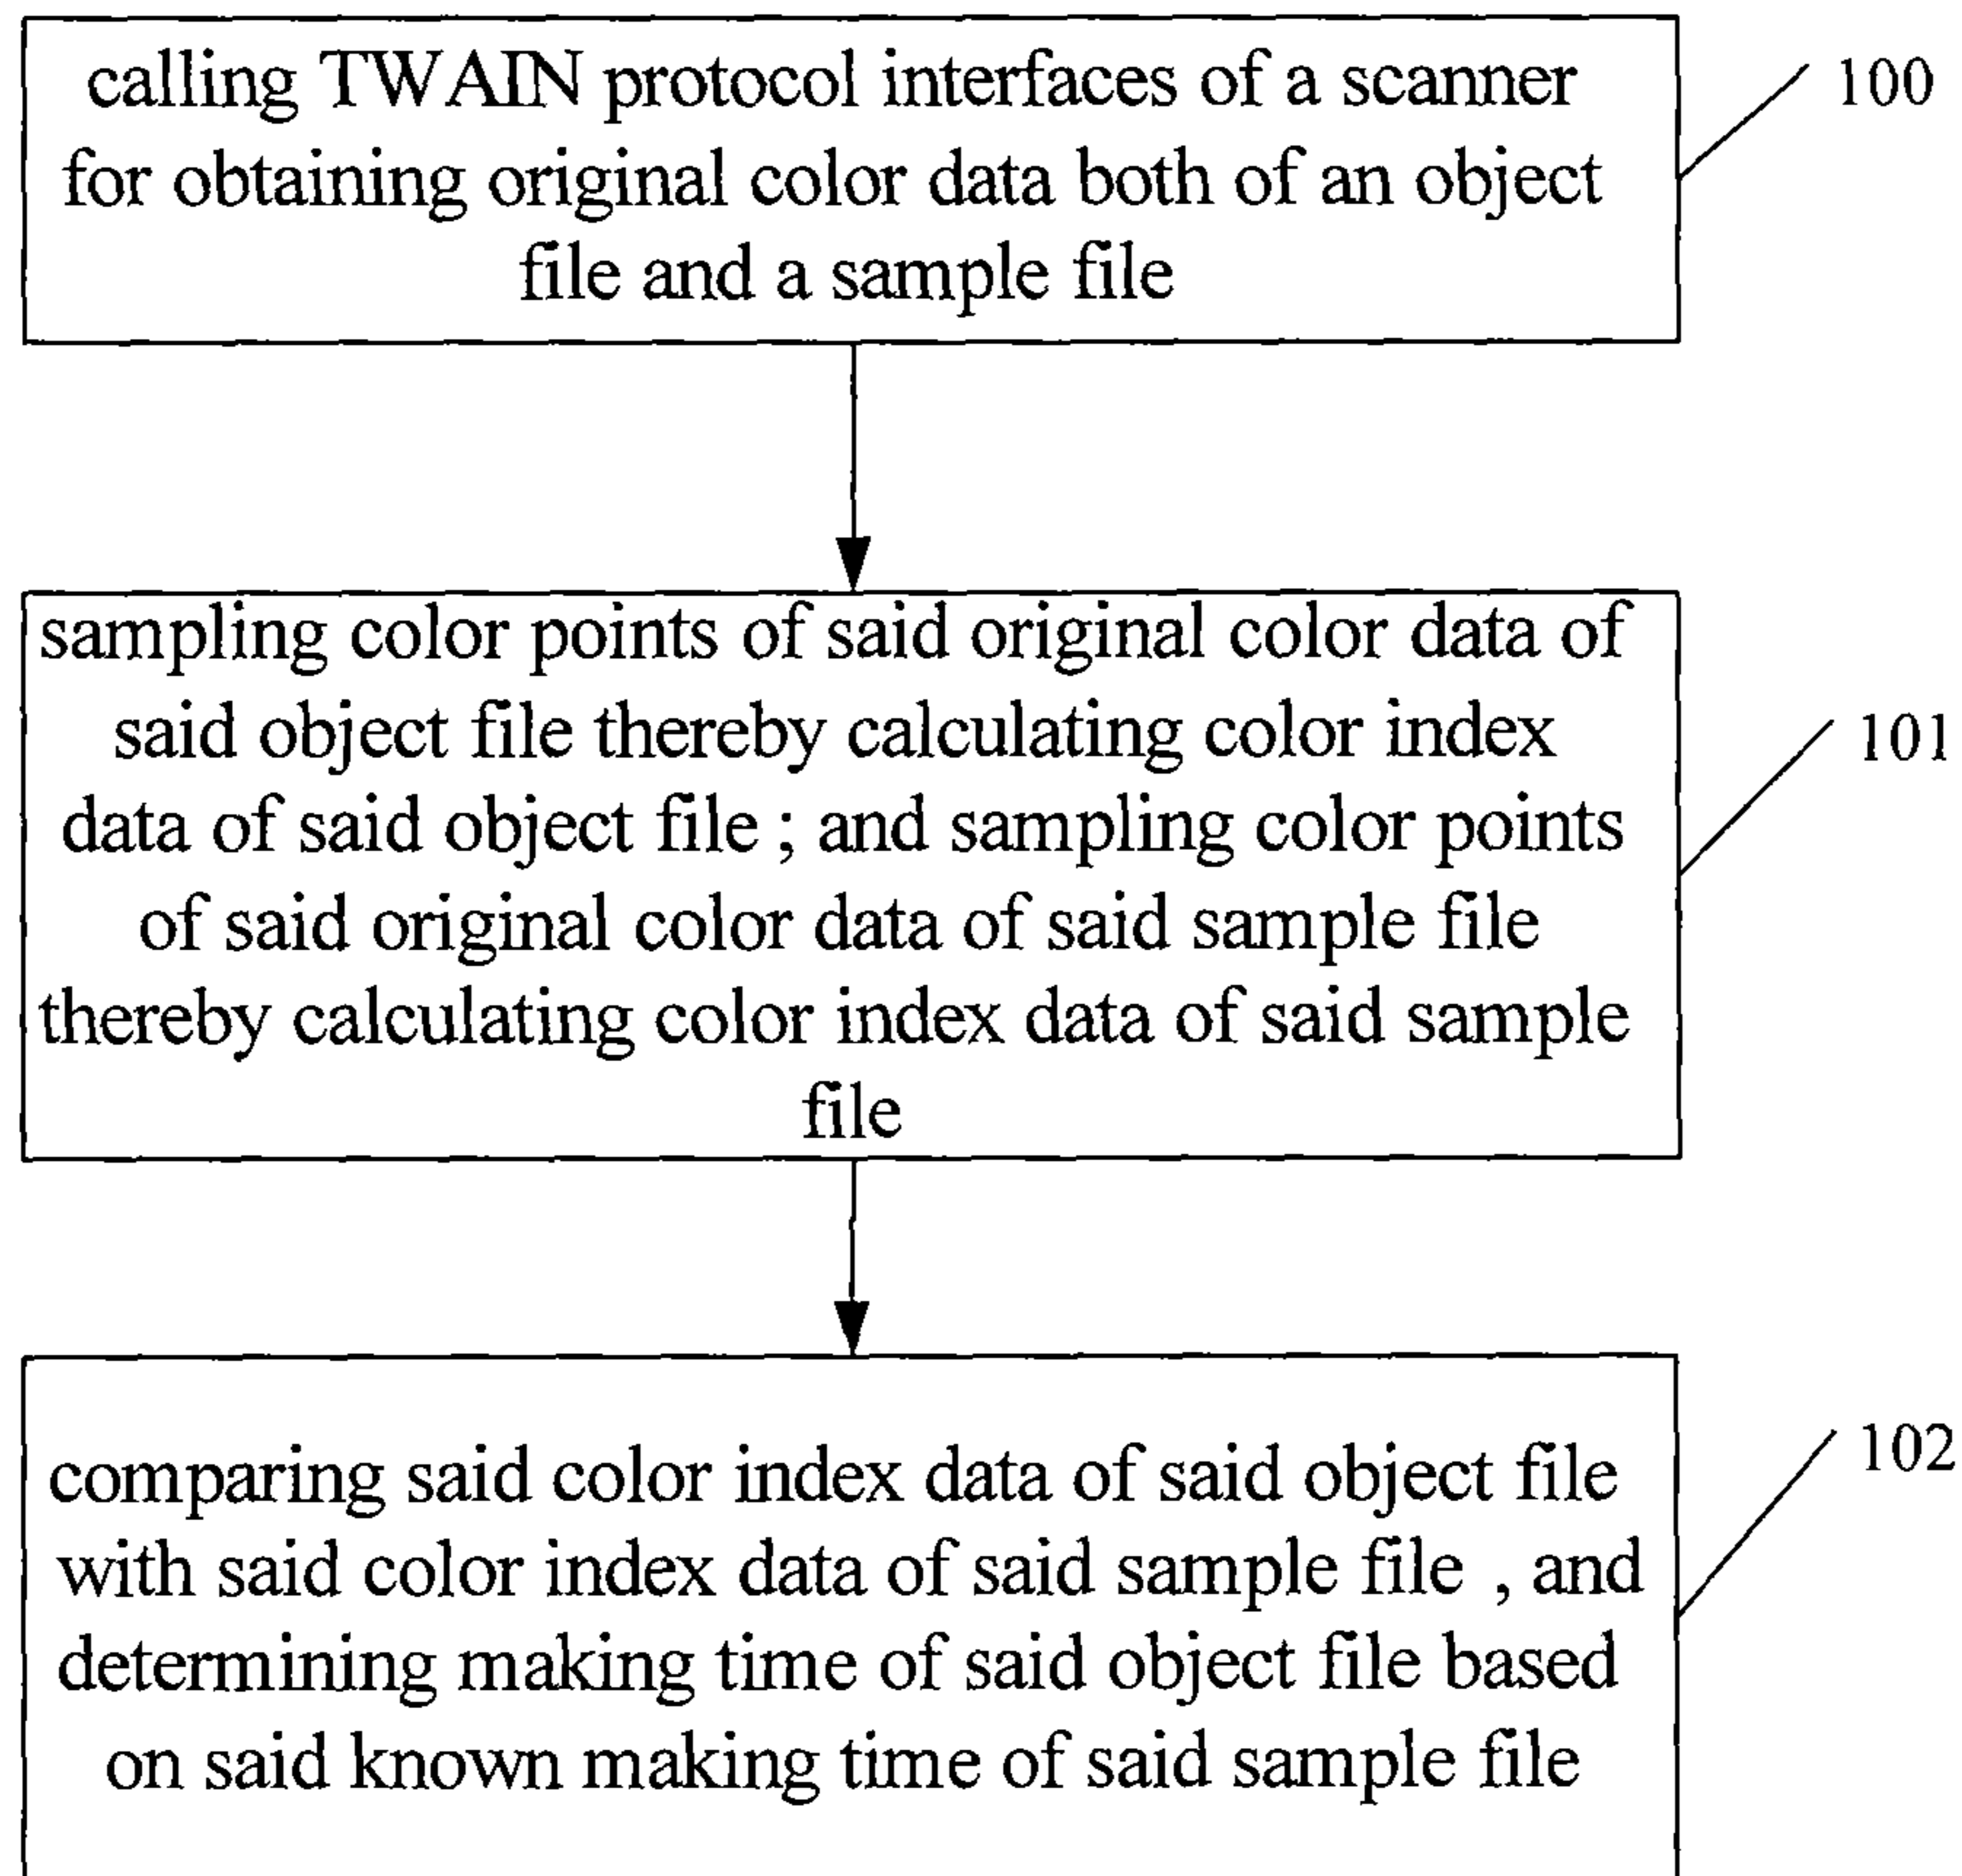 calling TWAIN protocol interfaces of a scanner
for obtaining original color data both of an object
file and a sample file
100
sampling color points of said original color data of
said object file thereby calculating color index
data of said object file ; and sampling color points
of said original color data of said sample file
thereby calculating color index data of said sample
file
101
comparing said color index data of said object file
with said color index data of said sample file , and
determining making time of said object file based
on said known making time of said sample file
102